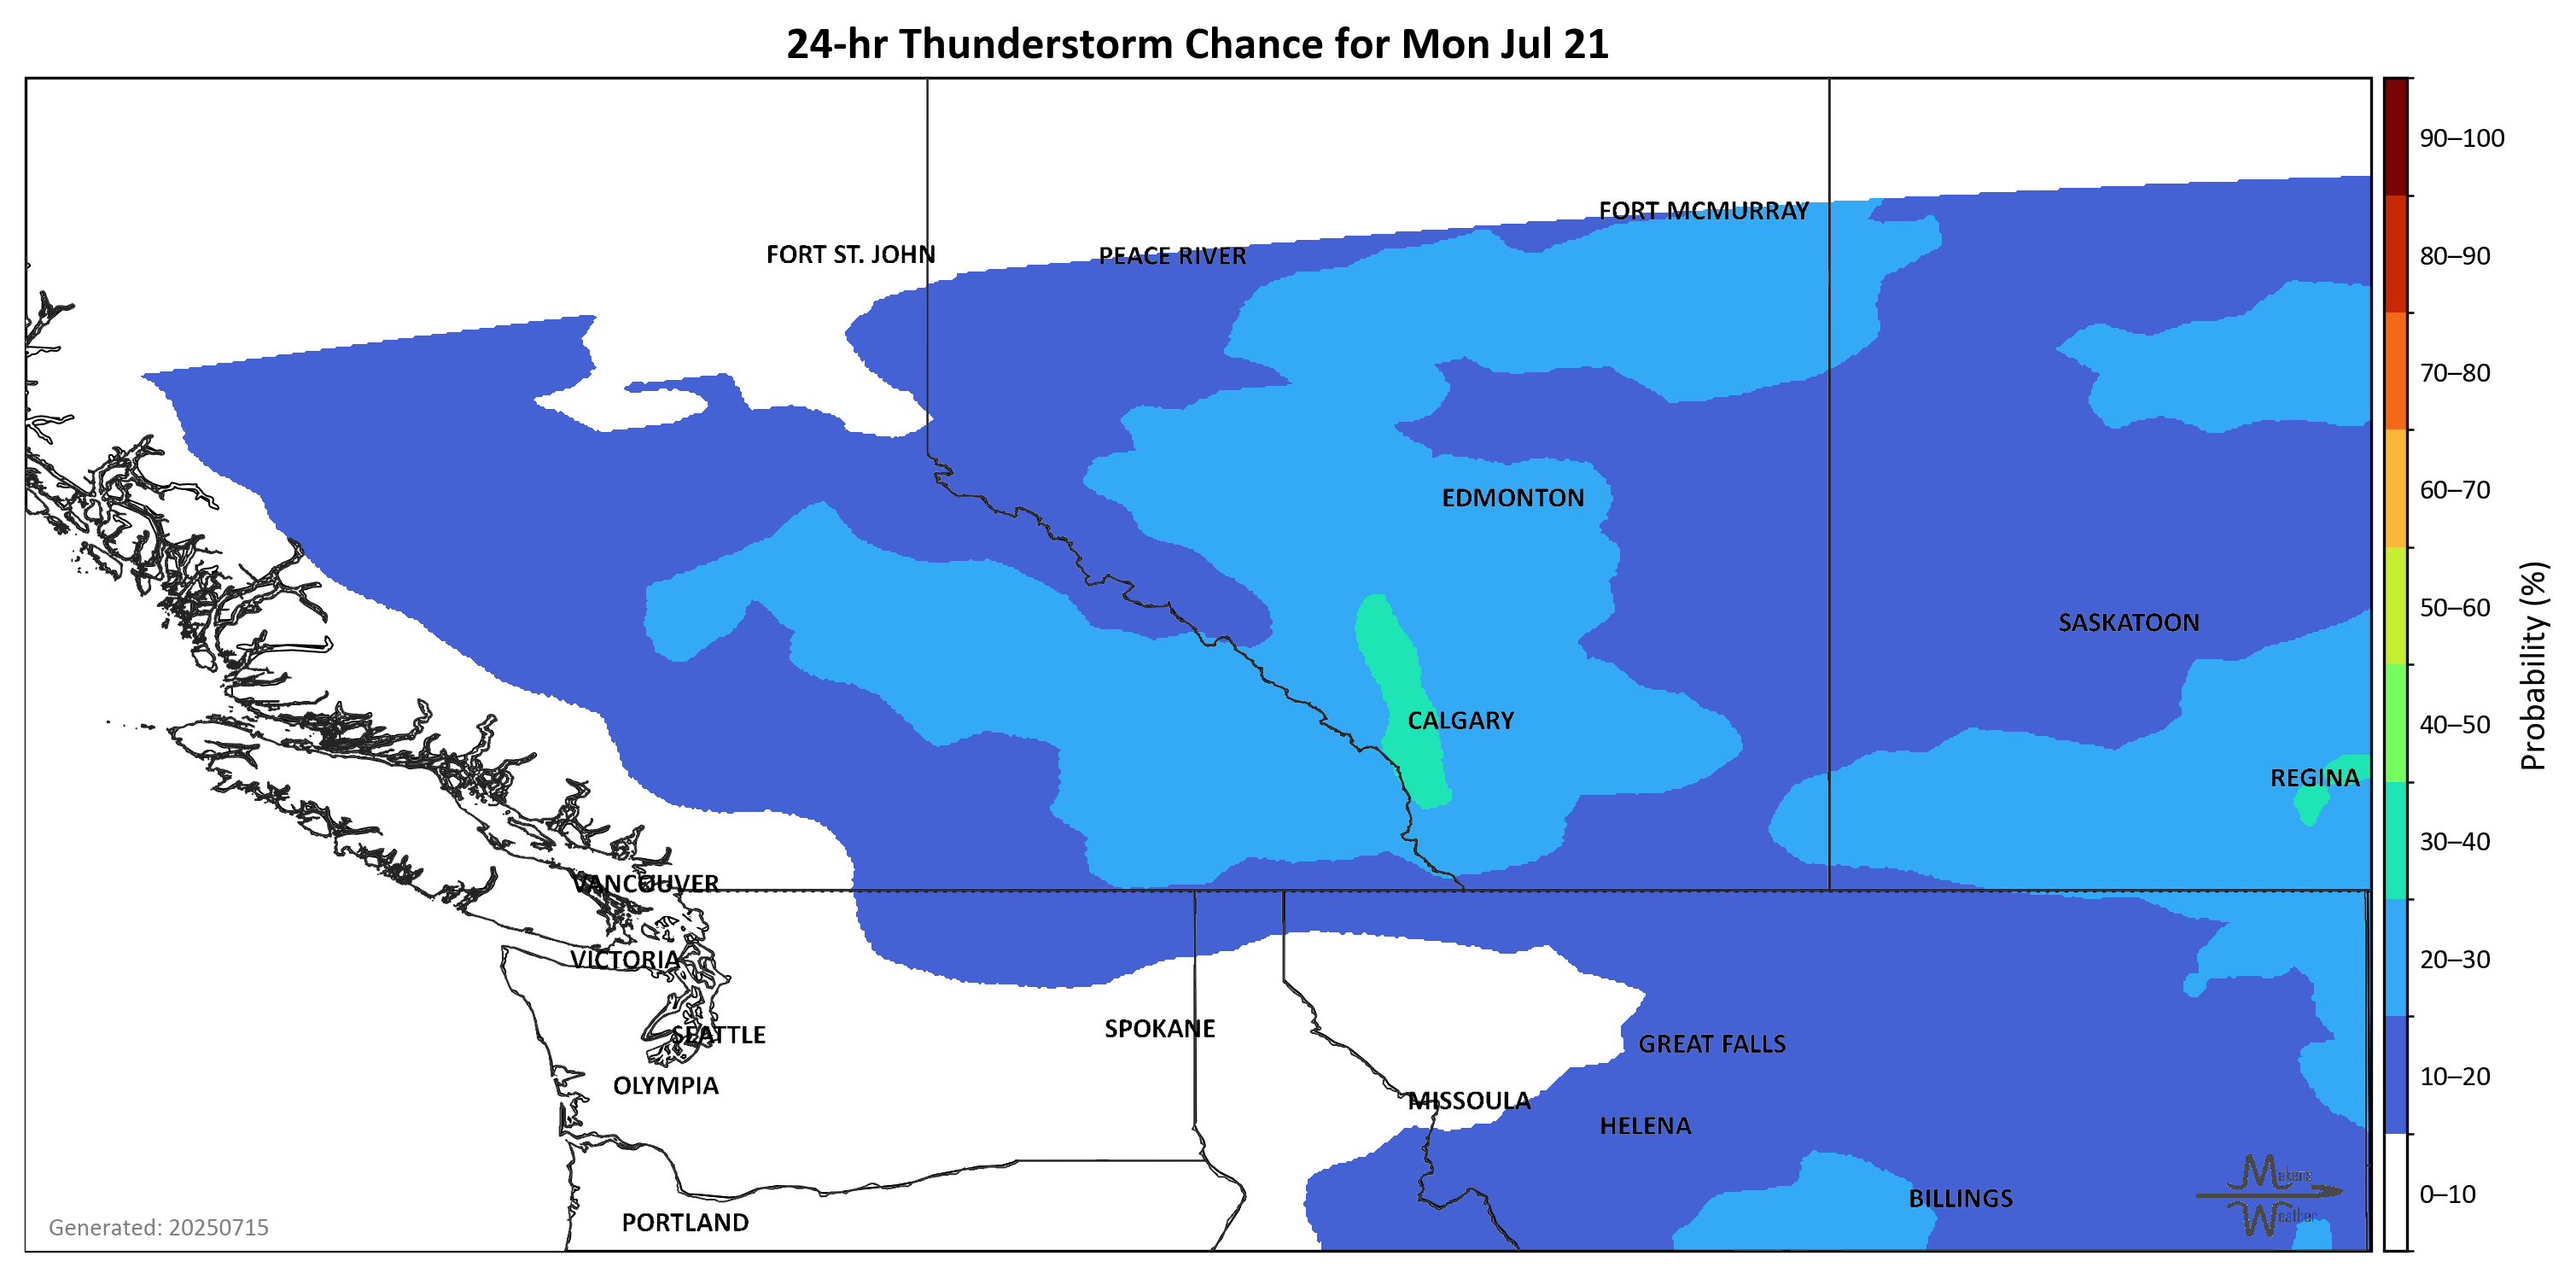 24-hr Thunderstorm Chance for Mon Jul 21
90–100
FORT MCMURRAY
FORT ST. JOHN
PEACE RIVER
80–90
70–80
60–70
EDMONTON
50–60
SASKATOON
CALGARY
40–50
Probability (%)
REGINA
30–40
VANCOUVER
VICTORIA
20–30
SEATTLE
SPOKANE
GREAT FALLS
OLYMPIA
10–20
MISSOULA
HELENA
Mekens
Weather
BILLINGS
0–10
PORTLAND
Generated: 20250715